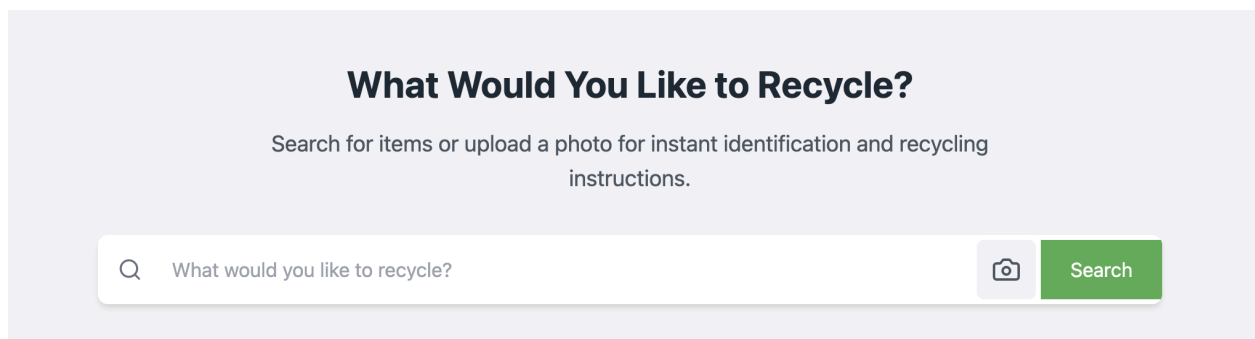 What Would You Like to Recycle?
Search for items or upload a photo for instant identification and recycling
instructions.
What would you like to recycle?
Search